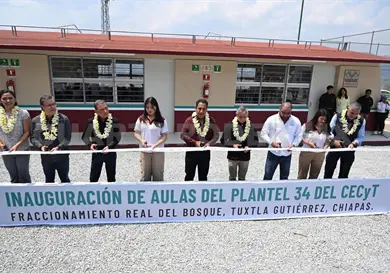 INAUGURACIÓN DE AULAS DEL PLANTEL 34 DEL CECyT
FRACCIONAMIENTO REAL DEL BOSQUE, TUXTLA GUTIÉRREZ, CHIAPAS.